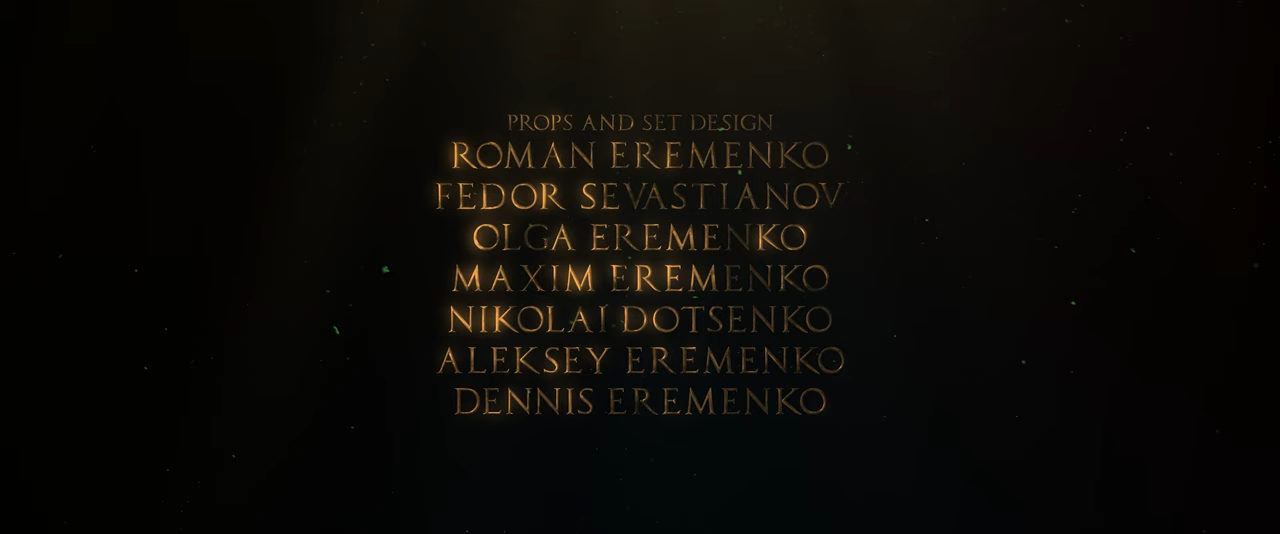 PROPS AND SET DESIGN
ROMAN EREMENKO
FEDOR SEVASTIANOV
OLGA EREMENKO
MAXIM EREMENKO
NIKOLAI DOTSENKO
ALEKSEY EREMENKO
DENNIS EREMENKO